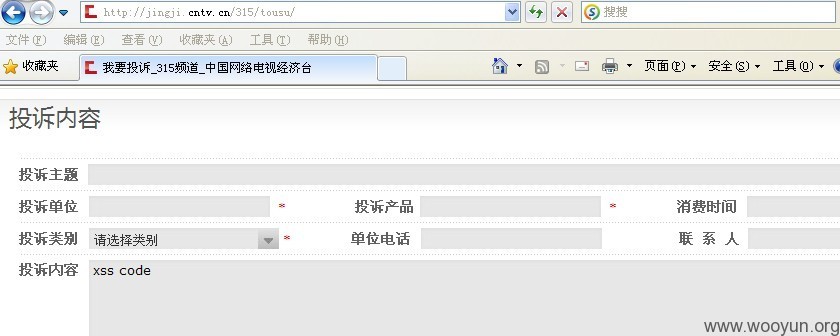 http://jingji.cntv.cn/315/tousu/ 搜搜
文件(F) 编辑(E) 查看(V) 收藏夹(A) 工具(T) 帮助(H)
收藏夹 我要投诉_315频道_中国网络电视经济台 页面(P) 安全(S) 工具(O)
投诉内容
投诉主题
投诉单位 * 投诉产品 * 消费时间
投诉类别 请选择类别 * 单位电话 联 系 人
投诉内容 xss code
www.wooyun.org